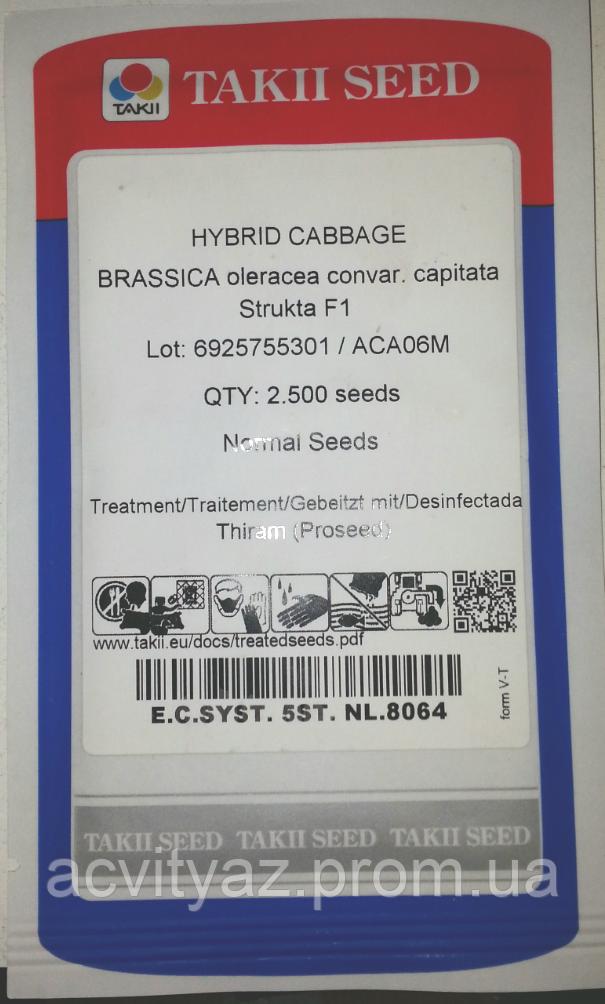 TAKII
TAKII SEED
HYBRID CABBAGE
BRASSICA oleracea convar. capitata
Strukta F1
Lot: 6925755301 / ACA06M
QTY: 2.500 seeds
Normal Seeds
Treatment/Traitement/Gebeitzt mit/Desinfectada
Thiram (Proseed)
www.takii.eu/docs/treatedseeds.pdf
form V-T
E.C.SYST. 5ST. NL.8064
TAKII SEED TAKII SEED TAKII SEED
acvityaz.prom.ua